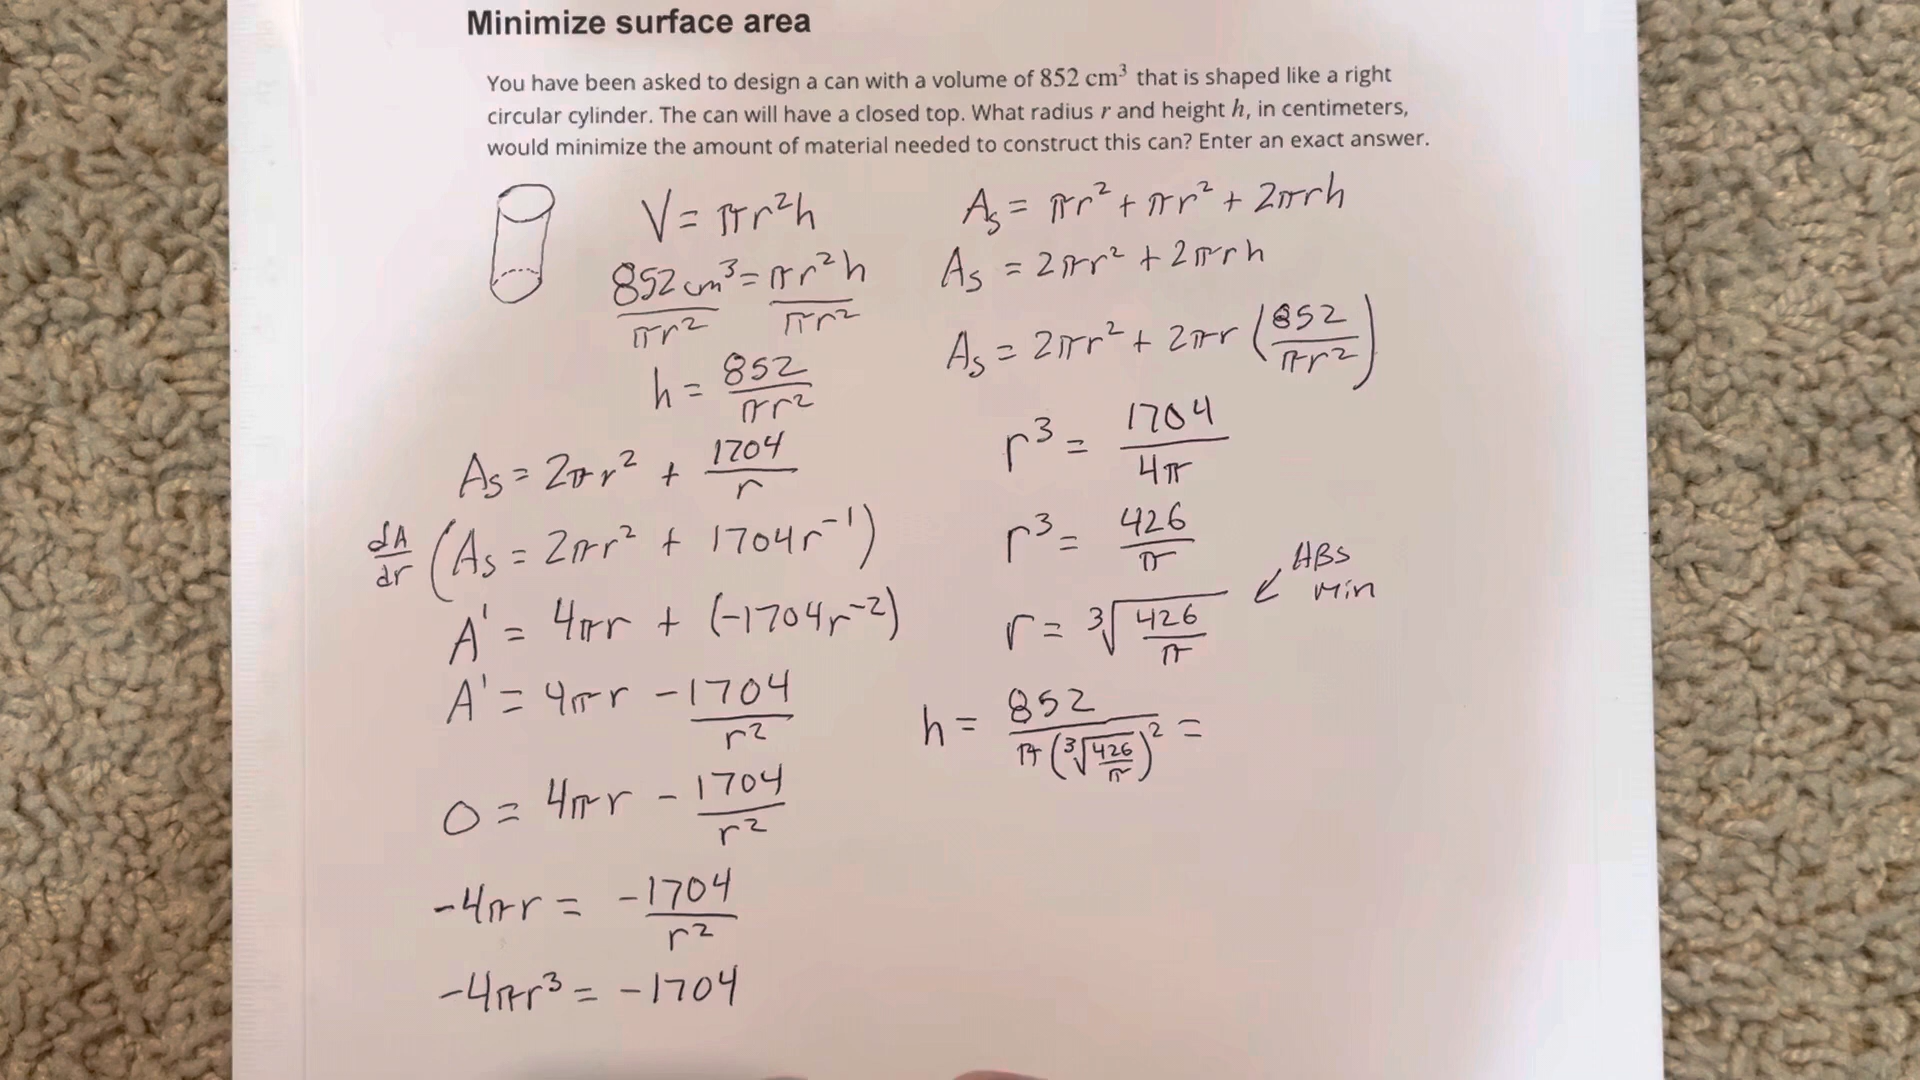 Minimize surface area
You have been asked to design a can with a volume of 852 cm³ that is shaped like a right
circular cylinder. The can will have a closed top. What radius r and height h, in centimeters,
would minimize the amount of material needed to construct this can? Enter an exact answer.
V = πr²h
852 cm³/πr² = πr²h/πr²
h = 852/πr²
As = 2πr² + 1704/r
dA/dr (As = 2πr² + 1704r⁻¹)
A' = 4πr + (-1704r⁻²)
A' = 4πr - 1704/r²
0 = 4πr - 1704/r²
-4πr = -1704/r²
-4πr³ = -1704
As = πr² + πr² + 2πrh
As = 2πr² + 2πrh
As = 2πr² + 2πr (852/πr²)
r³ = 1704/4π
r³ = 426/π
r = ³√(426/π) ↙ ABS Min
h = 852/π(³√(426/π))² =